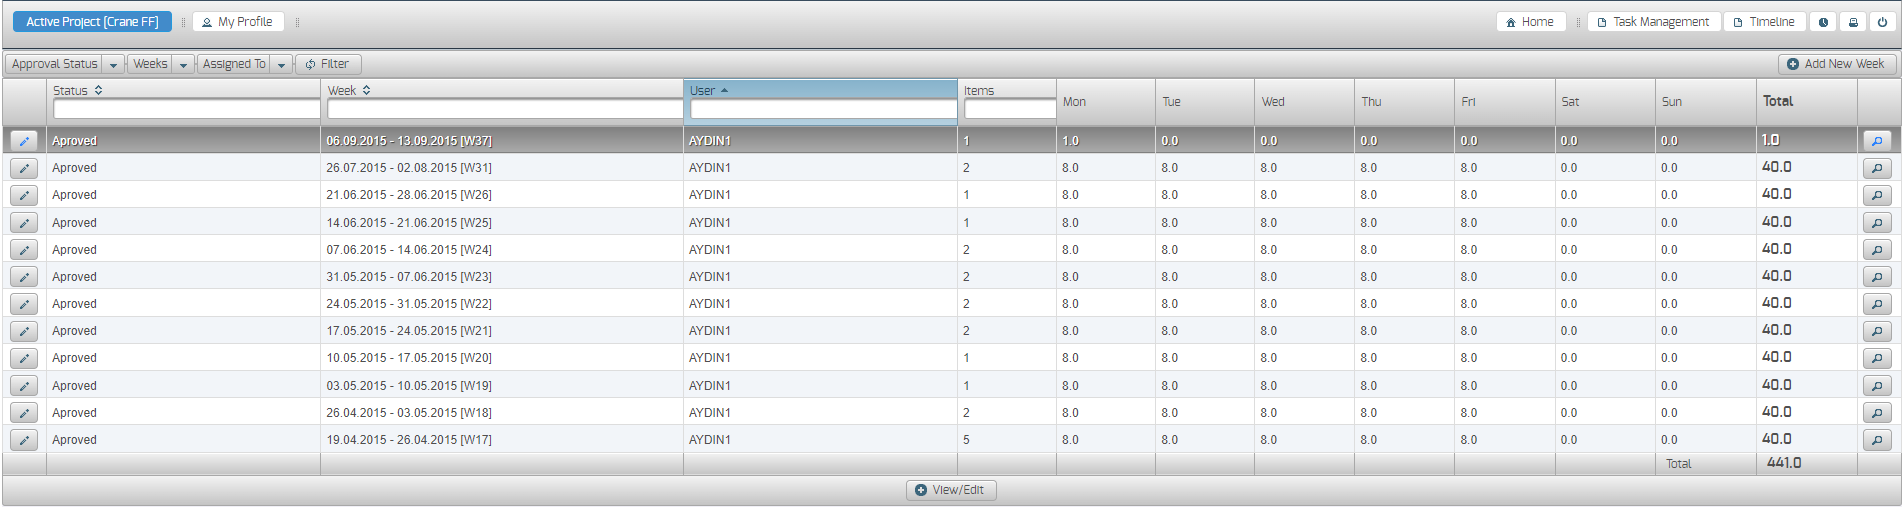 Active Project [Crane FF] My Profile Home Task Management Timeline
Approval Status Weeks Assigned To Filter Add New Week
Status Week User Items Mon Tue Wed Thu Fri Sat Sun Total
Aproved 06.09.2015 - 13.09.2015 [W37] AYDIN1 1 1.0 0.0 0.0 0.0 0.0 0.0 0.0 1.0
Aproved 26.07.2015 - 02.08.2015 [W31] AYDIN1 2 8.0 8.0 8.0 8.0 8.0 0.0 0.0 40.0
Aproved 21.06.2015 - 28.06.2015 [W26] AYDIN1 1 8.0 8.0 8.0 8.0 8.0 0.0 0.0 40.0
Aproved 14.06.2015 - 21.06.2015 [W25] AYDIN1 1 8.0 8.0 8.0 8.0 8.0 0.0 0.0 40.0
Aproved 07.06.2015 - 14.06.2015 [W24] AYDIN1 2 8.0 8.0 8.0 8.0 8.0 0.0 0.0 40.0
Aproved 31.05.2015 - 07.06.2015 [W23] AYDIN1 2 8.0 8.0 8.0 8.0 8.0 0.0 0.0 40.0
Aproved 24.05.2015 - 31.05.2015 [W22] AYDIN1 2 8.0 8.0 8.0 8.0 8.0 0.0 0.0 40.0
Aproved 17.05.2015 - 24.05.2015 [W21] AYDIN1 2 8.0 8.0 8.0 8.0 8.0 0.0 0.0 40.0
Aproved 10.05.2015 - 17.05.2015 [W20] AYDIN1 1 8.0 8.0 8.0 8.0 8.0 0.0 0.0 40.0
Aproved 03.05.2015 - 10.05.2015 [W19] AYDIN1 1 8.0 8.0 8.0 8.0 8.0 0.0 0.0 40.0
Aproved 26.04.2015 - 03.05.2015 [W18] AYDIN1 2 8.0 8.0 8.0 8.0 8.0 0.0 0.0 40.0
Aproved 19.04.2015 - 26.04.2015 [W17] AYDIN1 5 8.0 8.0 8.0 8.0 8.0 0.0 0.0 40.0
Total 441.0
View/Edit